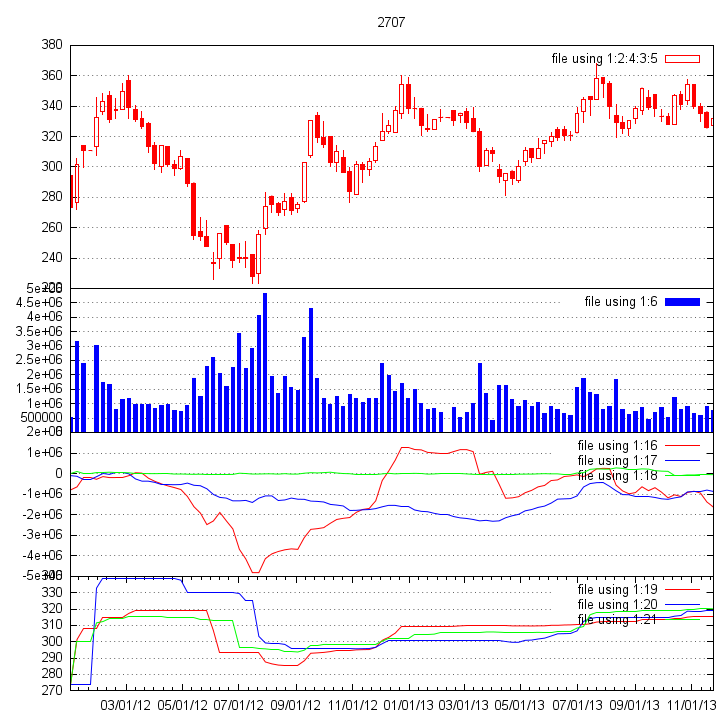 2707
380
file using 1:2:4:3:5
360
340
320
300
280
260
240
file using 1:6
4.5e+06
4e+06
3.5e+06
3e+06
2.5e+06
2e+06
1.5e+06
1e+06
500000
file using 1:16
1e+06
file using 1:17
0
file using 1:18
-1e+06
-2e+06
-3e+06
-4e+06
file using 1:19
330
file using 1:20
320
file using 1:21
310
300
290
280
270
03/01/12 05/01/12 07/01/12 09/01/12 11/01/12 01/01/13 03/01/13 05/01/13 07/01/13 09/01/13 11/01/13